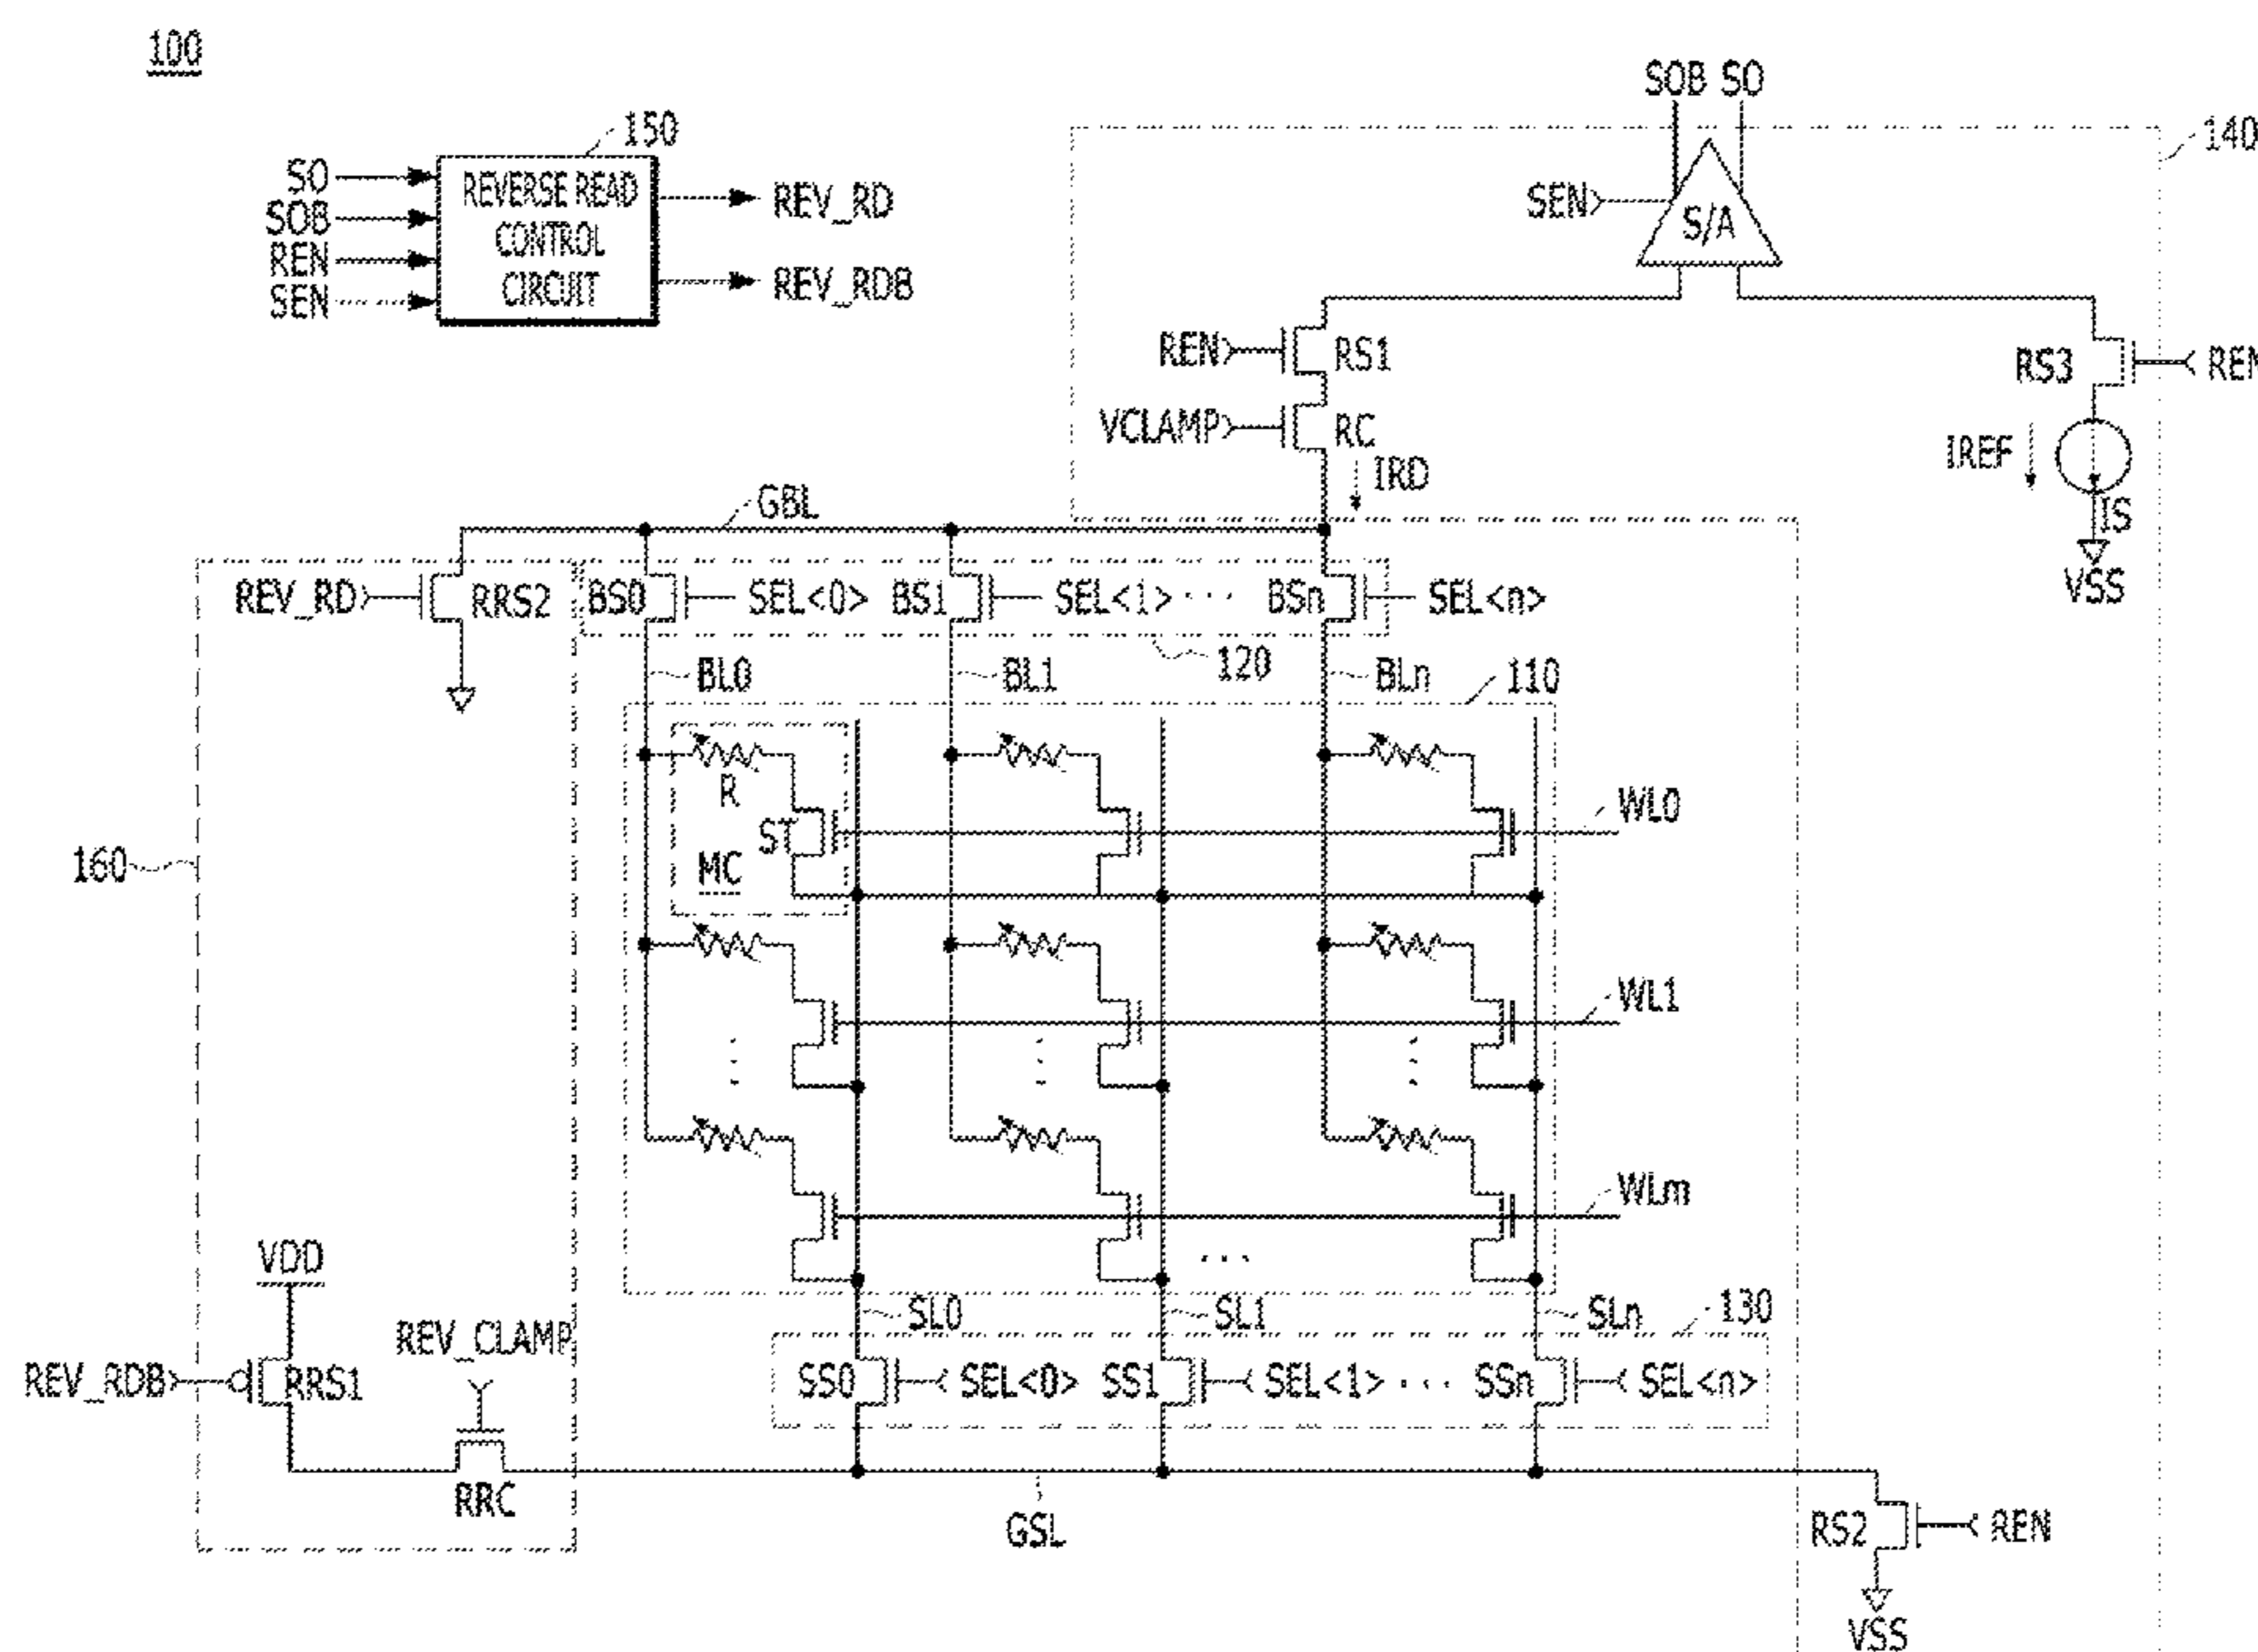 100
SOB SO
150
140
SO
SOB
REN
SEN
REVERSE READ
CONTROL
CIRCUIT
REV_RD
REV_RDB
SEN
S/A
REN
RS1
RS3
REN
VCLAMP
RC
IRD
IREF
IS
VSS
GBL
REV_RD
RRS2
BS0
SEL<0>
BS1
SEL<1>
...
BSn
SEL<n>
120
BL0
BL1
BLn
110
R
ST
MC
WL0
160
WL1
WLm
VDD
REV_CLAMP
SL0
SL1
SLn
130
REV_RDB
RRS1
SS0
SEL<0>
SS1
SEL<1>
...
SSn
SEL<n>
RRC
GSL
RS2
REN
VSS